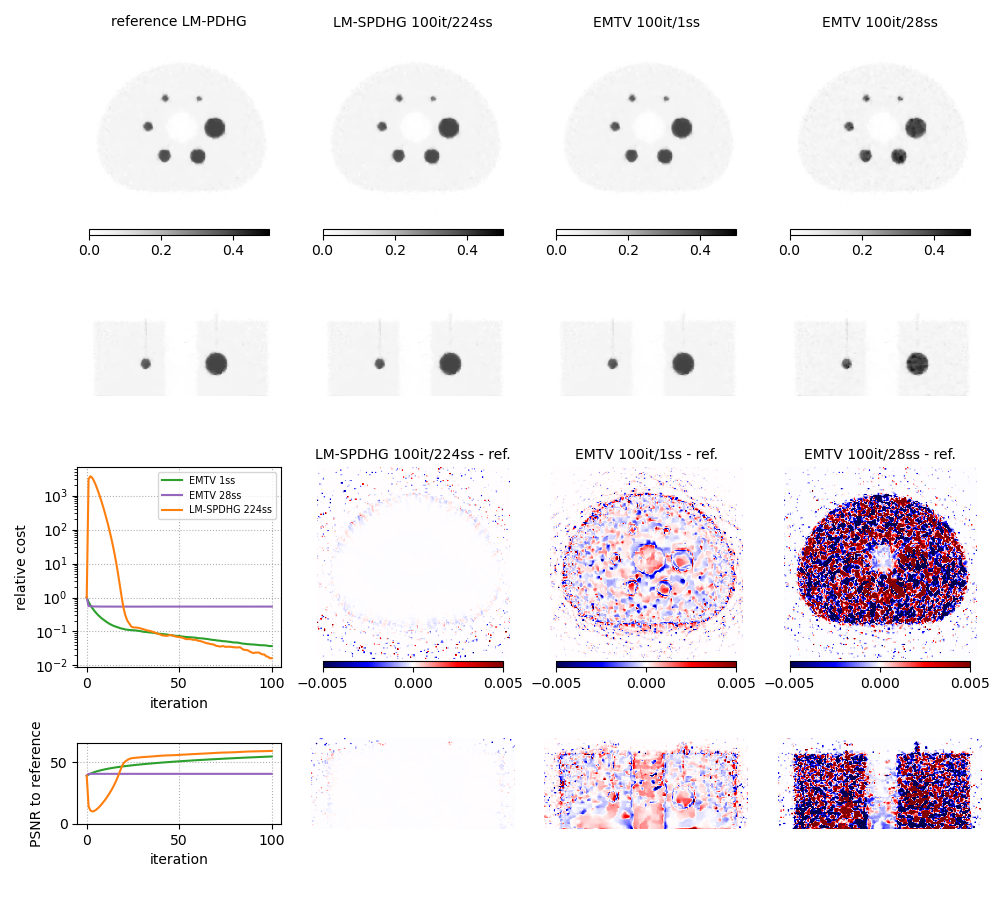 reference LM-PDHG
LM-SPDHG 100it/224ss
EMTV 100it/1ss
EMTV 100it/28ss
0.0 0.2 0.4
0.0 0.2 0.4
0.0 0.2 0.4
0.0 0.2 0.4
LM-SPDHG 100it/224ss - ref.
EMTV 100it/1ss - ref.
EMTV 100it/28ss - ref.
relative cost
10³
10²
10¹
10⁰
10⁻¹
10⁻²
EMTV 1ss
EMTV 28ss
LM-SPDHG 224ss
0 50 100
iteration
−0.005 0.000 0.005
−0.005 0.000 0.005
−0.005 0.000 0.005
PSNR to reference
50
0
0 50 100
iteration